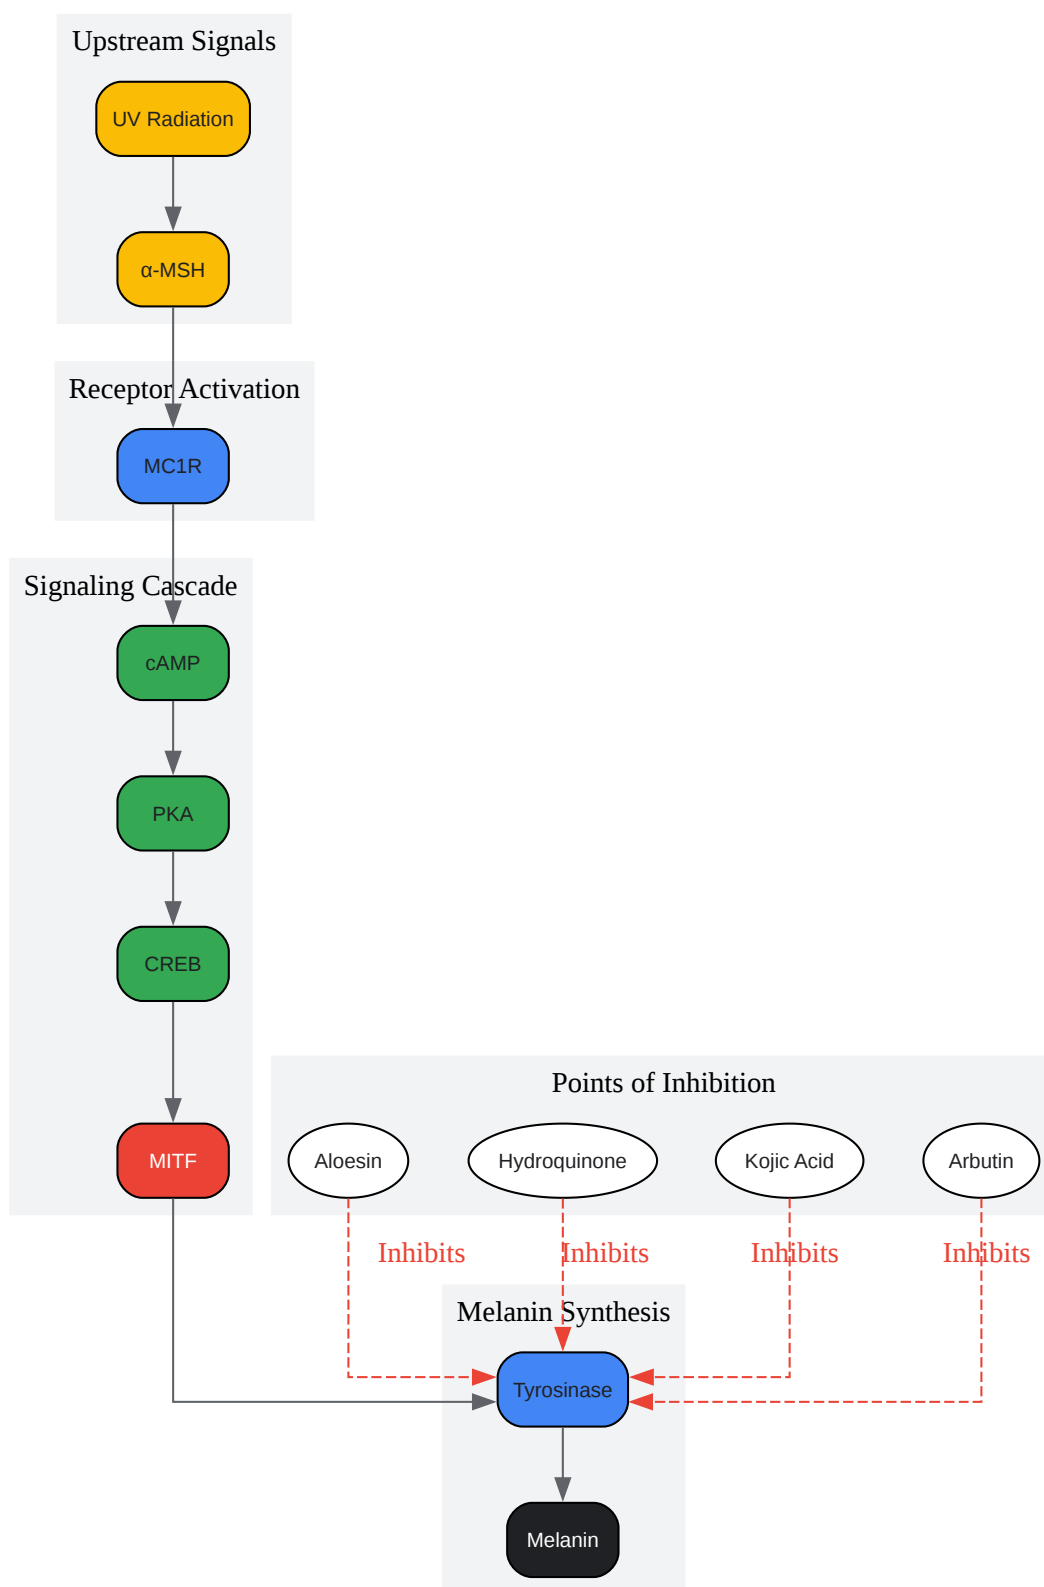 Upstream Signals
UV Radiation
α-MSH
Receptor Activation
MC1R
Signaling Cascade
cAMP
PKA
CREB
MITF
Points of Inhibition
Aloesin
Hydroquinone
Kojic Acid
Arbutin
Inhibits
Inhibits
Inhibits
Inhibits
Melanin Synthesis
Tyrosinase
Melanin